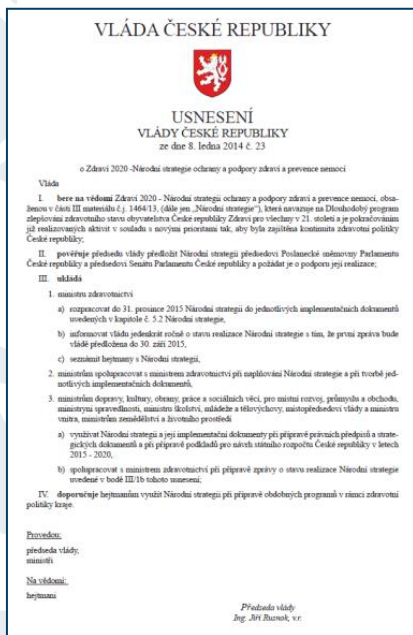 VLÁDA ČESKÉ REPUBLIKY
USNESENÍ
VLÁDY ČESKÉ REPUBLIKY
ze dne 8. ledna 2014 č. 23
o Zdraví 2020 -Národní strategie ochrany a podpory zdraví a prevence nemocí
Vláda
I. bere na vědomí Zdraví 2020 - Národní strategii ochrany a podpory zdraví a prevence nemocí, obsa-
ženou v části III materiálu č.j. 1464/13, (dále jen „Národní strategie“), která navazuje na Dlouhodobý program
zlepšování zdravotního stavu obyvatelstva České republiky Zdraví pro všechny v 21. století a je pokračováním
již realizovaných aktivit v souladu s novými prioritami tak, aby byla zajištěna kontinuita zdravotní politiky
České republiky;
II. pověřuje předsedu vlády předložit Národní strategii předsedovi Poslanecké sněmovny Parlamentu
České republiky a předsedovi Senátu Parlamentu České republiky a požádat je o podporu její realizace;
III. ukládá
1. ministru zdravotnictví
a) rozpracovat do 31. prosince 2015 Národní strategii do jednotlivých implementačních dokumentů
uvedených v kapitole č. 5.2 Národní strategie,
b) informovat vládu jedenkrát ročně o stavu realizace Národní strategie s tím, že první zpráva bude
vládě předložena do 30. září 2015,
c) seznámit hejtmany s Národní strategií,
2. ministrům spolupracovat s ministrem zdravotnictví při naplňování Národní strategie a při tvorbě jed-
notlivých implementačních dokumentů,
3. ministrům dopravy, kultury, obrany, práce a sociálních věcí, pro místní rozvoj, průmyslu a obchodu,
ministryni spravedlnosti, ministru školství, mládeže a tělovýchovy, místopředsedovi vlády a ministru
vnitra, ministrům zemědělství a životního prostředí
a) využívat Národní strategii a její implementační dokumenty při přípravě právních předpisů a strate-
gických dokumentů a při přípravě podkladů pro návrh státního rozpočtu České republiky v letech
2015 - 2020,
b) spolupracovat s ministrem zdravotnictví při přípravě zprávy o stavu realizace Národní strategie
uvedené v bodě III/1b tohoto usnesení;
IV. doporučuje hejtmanům využít Národní strategii při přípravě obdobných programů v rámci zdravotní
politiky kraje.
Provedou:
předseda vlády,
ministři
Na vědomí:
hejtmani
Předseda vlády
Ing. Jiří Rusnok, v.r.